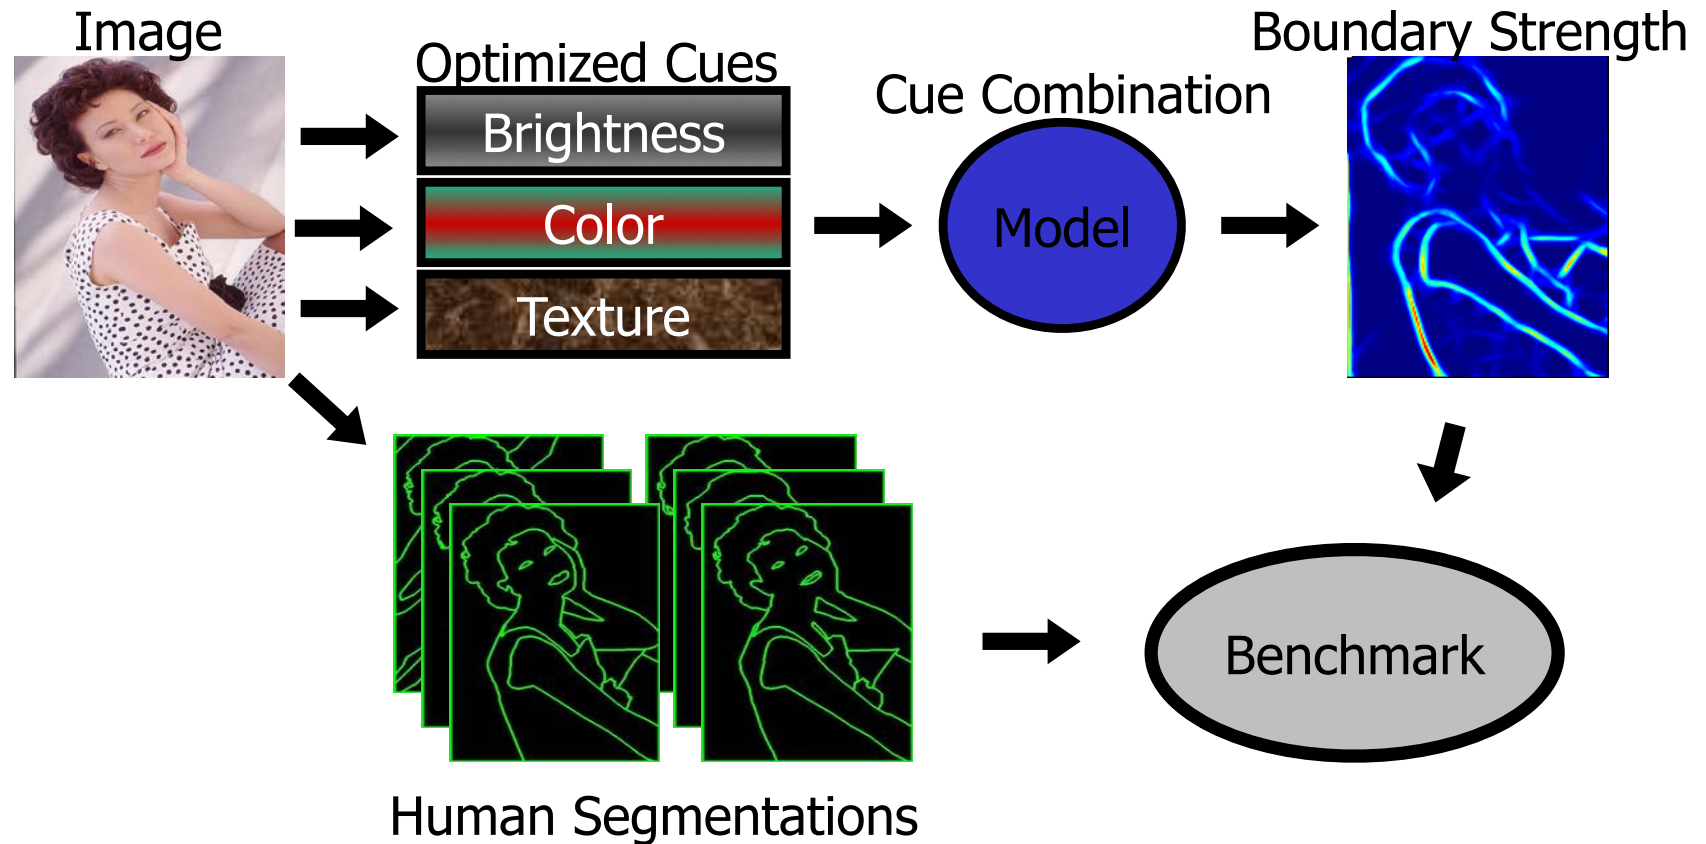 Image
Optimized Cues
Brightness
Color
Texture
Cue Combination
Model
Boundary Strength
Human Segmentations
Benchmark